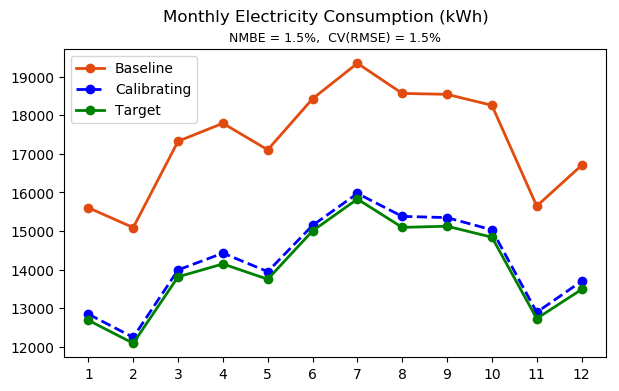 Monthly Electricity Consumption (kWh)
NMBE = 1.5%,  CV(RMSE) = 1.5%
Baseline
Calibrating
Target
19000
18000
17000
16000
15000
14000
13000
12000
1 2 3 4 5 6 7 8 9 10 11 12